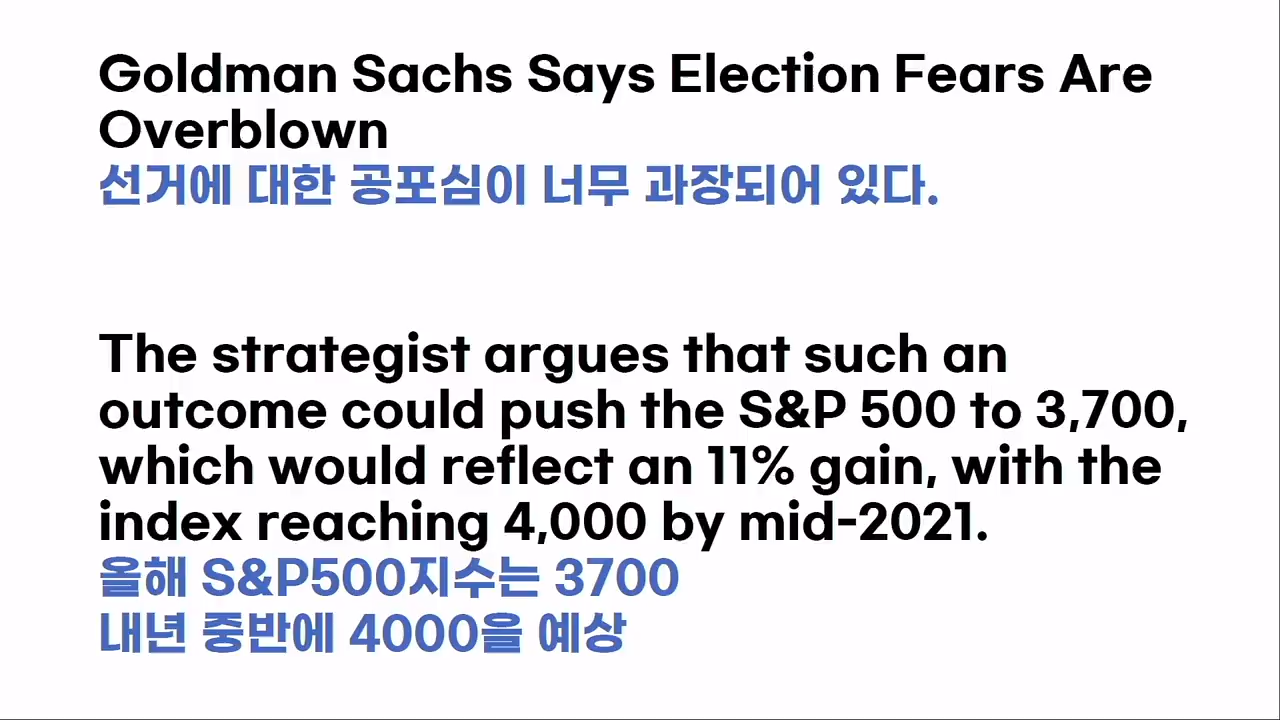 Goldman Sachs Says Election Fears Are
Overblown
선거에 대한 공포심이 너무 과장되어 있다.
The strategist argues that such an
outcome could push the S&P 500 to 3,700,
which would reflect an 11% gain, with the
index reaching 4,000 by mid-2021.
올해 S&P500지수는 3700
내년 중반에 4000을 예상